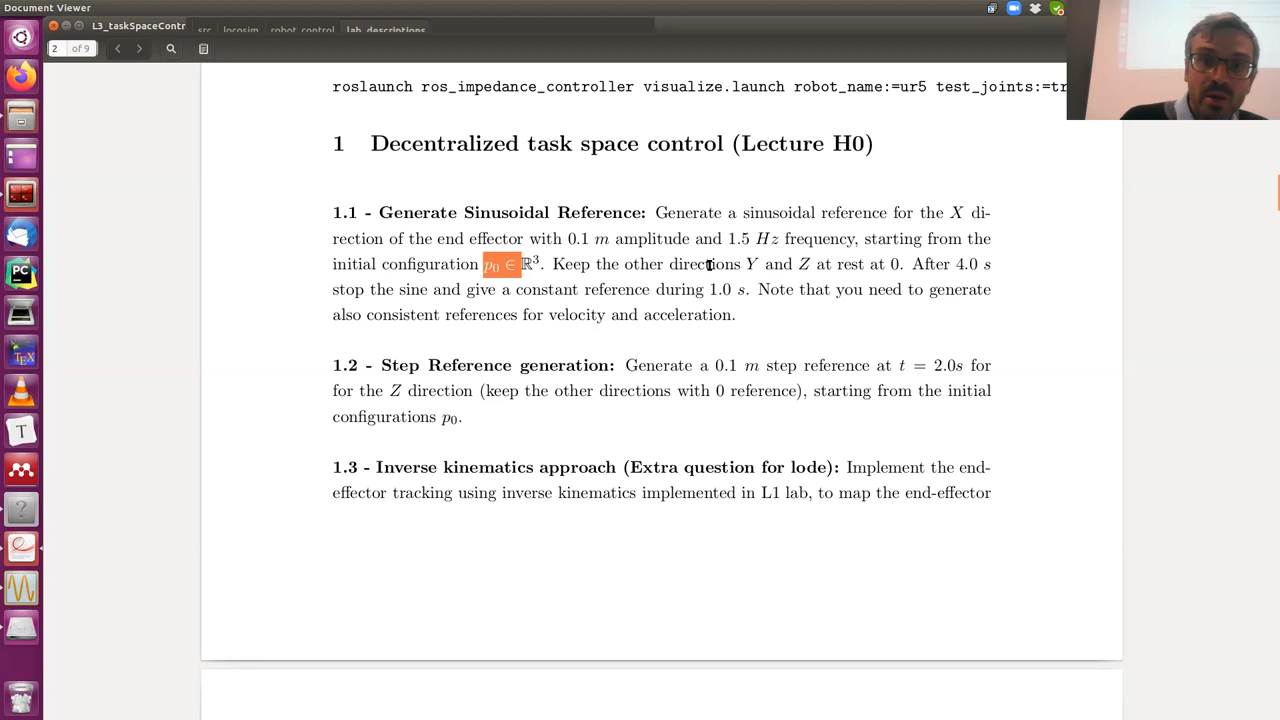 Document Viewer
L3_taskSpaceContr src locosim robot_control lab_descriptions
2 of 9
roslaunch ros_impedance_controller visualize.launch robot_name:=ur5 test_joints:=tr
1 Decentralized task space control (Lecture H0)
1.1 - Generate Sinusoidal Reference: Generate a sinusoidal reference for the X di-
rection of the end effector with 0.1 m amplitude and 1.5 Hz frequency, starting from the
initial configuration p₀ ∈ ℝ³. Keep the other directions Y and Z at rest at 0. After 4.0 s
stop the sine and give a constant reference during 1.0 s. Note that you need to generate
also consistent references for velocity and acceleration.
1.2 - Step Reference generation: Generate a 0.1 m step reference at t = 2.0s for
for the Z direction (keep the other directions with 0 reference), starting from the initial
configurations p₀.
1.3 - Inverse kinematics approach (Extra question for lode): Implement the end-
effector tracking using inverse kinematics implemented in L1 lab, to map the end-effector
PC
TEX
T
?